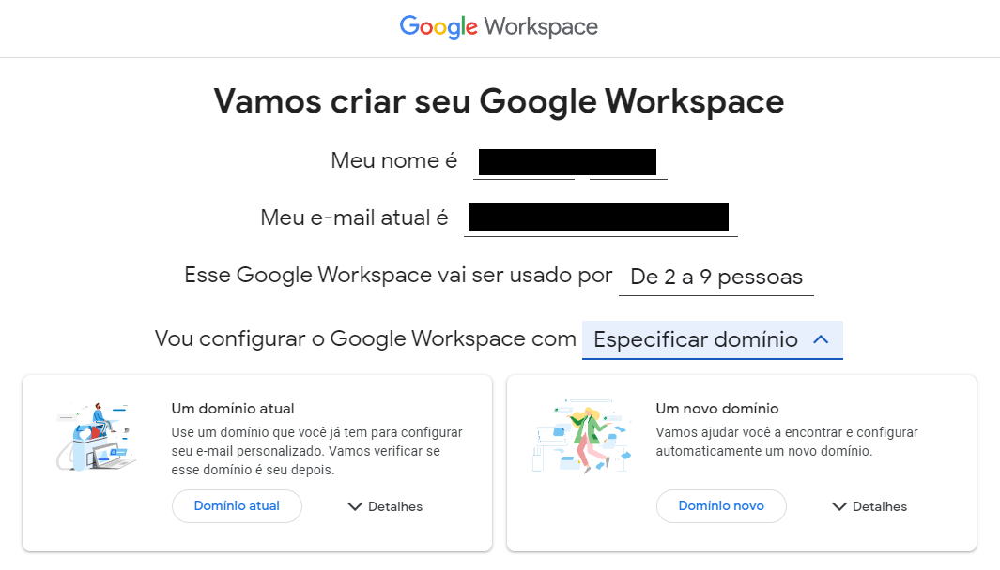 Google Workspace
Vamos criar seu Google Workspace
Meu nome é
Meu e-mail atual é
Esse Google Workspace vai ser usado por De 2 a 9 pessoas
Vou configurar o Google Workspace com Especificar domínio
Um domínio atual
Use um domínio que você já tem para configurar
seu e-mail personalizado. Vamos verificar se
esse domínio é seu depois.
Domínio atual Detalhes
Um novo domínio
Vamos ajudar você a encontrar e configurar
automaticamente um novo domínio.
Domínio novo Detalhes